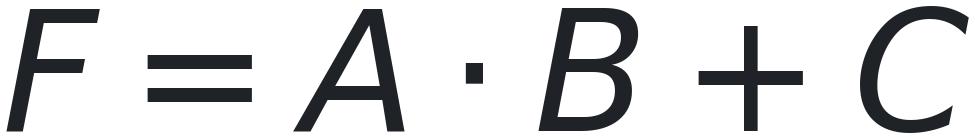 F = A · B + C